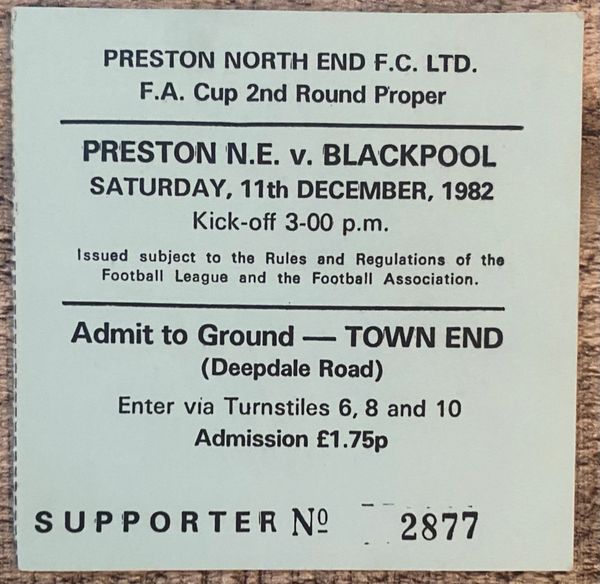 PRESTON NORTH END F.C. LTD.
F.A. Cup 2nd Round Proper
PRESTON N.E. v. BLACKPOOL
SATURDAY, 11th DECEMBER, 1982
Kick-off 3-00 p.m.
Issued subject to the Rules and Regulations of the
Football League and the Football Association.
Admit to Ground — TOWN END
(Deepdale Road)
Enter via Turnstiles 6, 8 and 10
Admission £1.75p
SUPPORTER Nº 2877